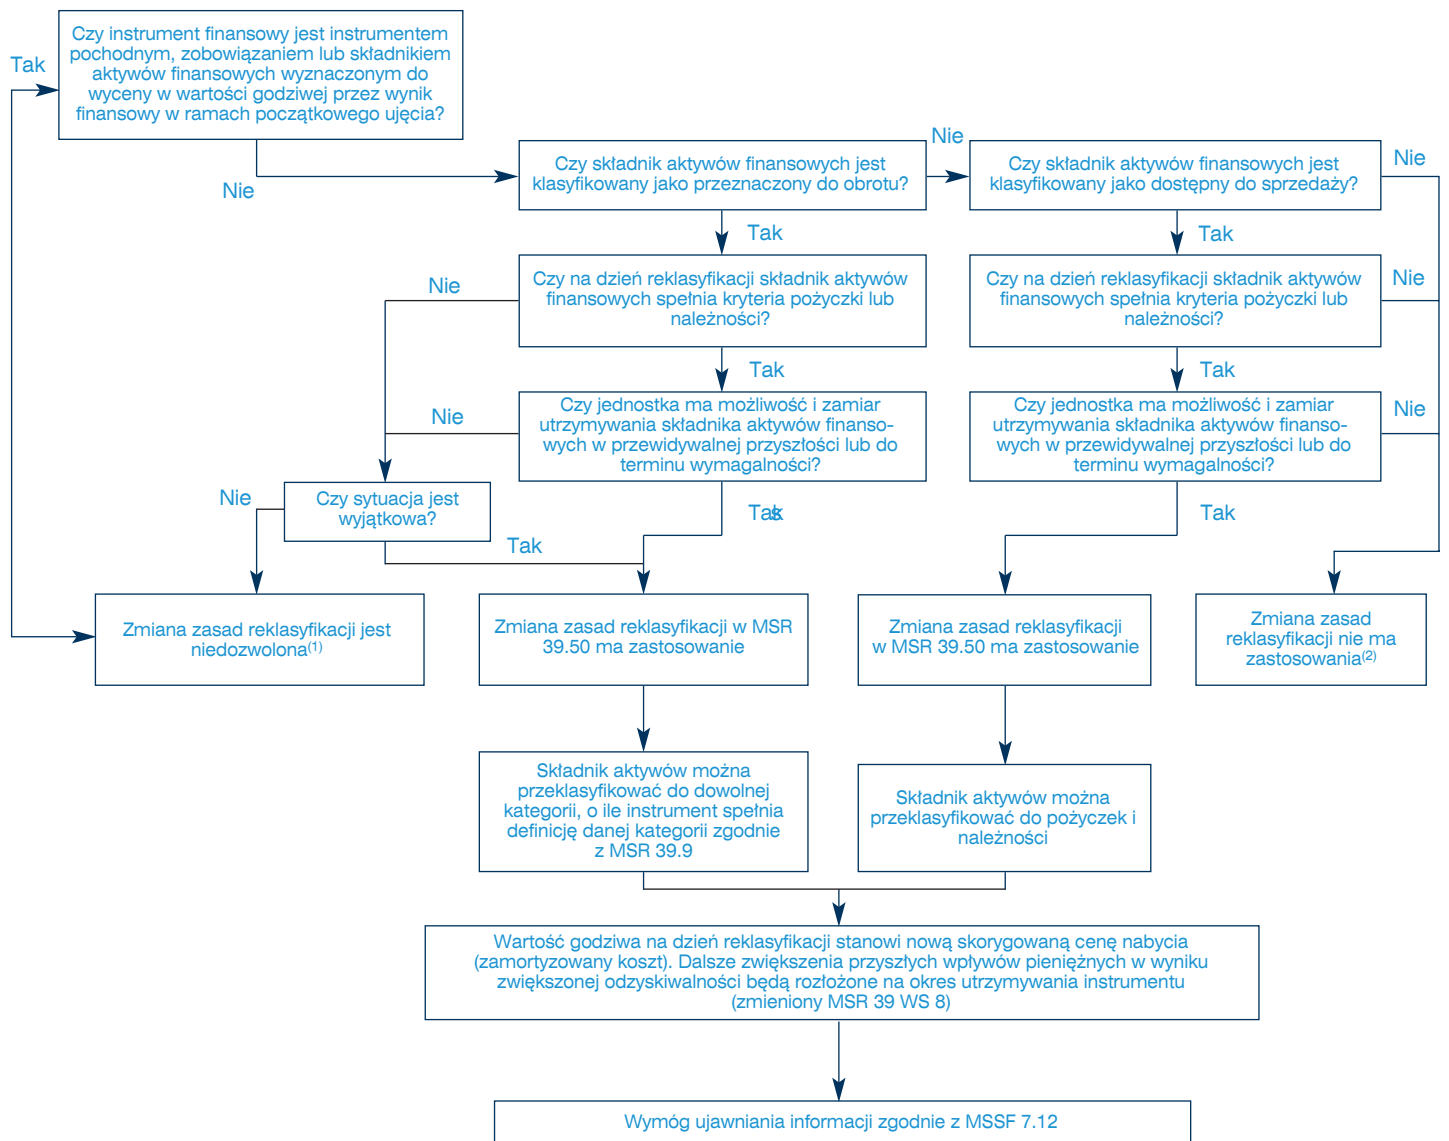 Czy instrument finansowy jest instrumentem
pochodnym, zobowiązaniem lub składnikiem
aktywów finansowych wyznaczonym do
wyceny w wartości godziwej przez wynik
finansowy w ramach początkowego ujęcia?
Tak
Nie
Czy składnik aktywów finansowych jest
klasyfikowany jako przeznaczony do obrotu?
Nie
Czy składnik aktywów finansowych jest
klasyfikowany jako dostępny do sprzedaży?
Nie
Tak
Tak
Czy na dzień reklasyfikacji składnik aktywów
finansowych spełnia kryteria pożyczki lub
należności?
Nie
Czy na dzień reklasyfikacji składnik aktywów
finansowych spełnia kryteria pożyczki lub
należności?
Nie
Tak
Tak
Czy jednostka ma możliwość i zamiar
utrzymywania składnika aktywów finanso-
wych w przewidywalnej przyszłości lub do
terminu wymagalności?
Nie
Czy jednostka ma możliwość i zamiar
utrzymywania składnika aktywów finanso-
wych w przewidywalnej przyszłości lub do
terminu wymagalności?
Nie
Czy sytuacja jest
wyjątkowa?
Nie
Tak
Tak
Tak
Zmiana zasad reklasyfikacji jest
niedozwolona(1)
Zmiana zasad reklasyfikacji w MSR
39.50 ma zastosowanie
Zmiana zasad reklasyfikacji
w MSR 39.50 ma zastosowanie
Zmiana zasad
reklasyfikacji nie ma
zastosowania(2)
Składnik aktywów można
przeklasyfikować do dowolnej
kategorii, o ile instrument spełnia
definicję danej kategorii zgodnie
z MSR 39.9
Składnik aktywów można
przeklasyfikować do pożyczek i
należności
Wartość godziwa na dzień reklasyfikacji stanowi nową skorygowaną cenę nabycia
(zamortyzowany koszt). Dalsze zwiększenia przyszłych wpływów pieniężnych w wyniku
zwiększonej odzyskiwalności będą rozłożone na okres utrzymywania instrumentu
(zmieniony MSR 39 WS 8)
Wymóg ujawniania informacji zgodnie z MSSF 7.12